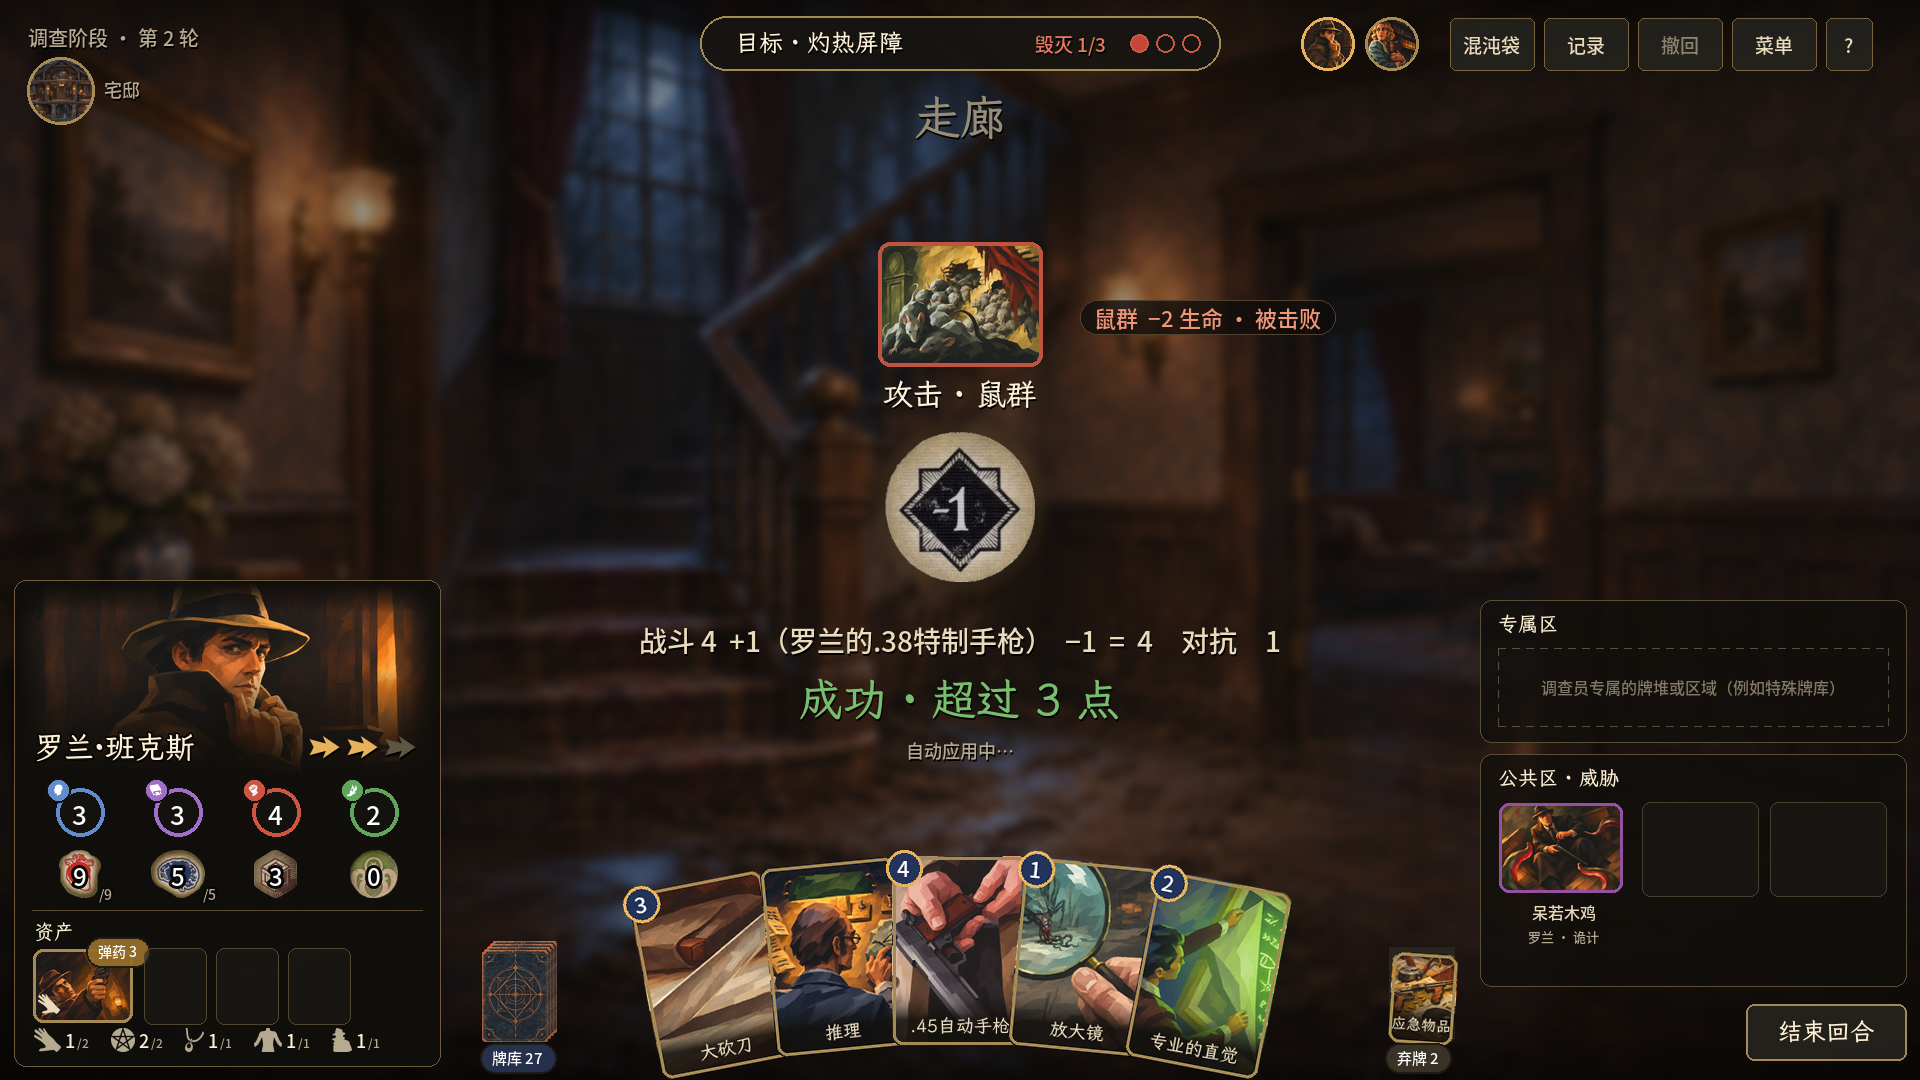 调查阶段 · 第 2 轮
宅邸
目标 · 灼热屏障
毁灭 1/3
混沌袋
记录
撤回
菜单
?
走廊
鼠群 −2 生命 · 被击败
攻击 · 鼠群
-1
战斗 4 +1（罗兰的.38特制手枪） −1 = 4 对抗 1
成功 · 超过 3 点
自动应用中…
罗兰·班克斯
3
3
4
2
9/9
5/5
3
0
资产
弹药 3
1/2
2/2
1/1
1/1
1/1
牌库 27
3
大砍刀
推理
4
.45自动手枪
1
放大镜
2
专业的直觉
应急物品
弃牌 2
专属区
调查员专属的牌堆或区域（例如特殊牌库）
公共区 · 威胁
呆若木鸡
罗兰 · 诡计
结束回合